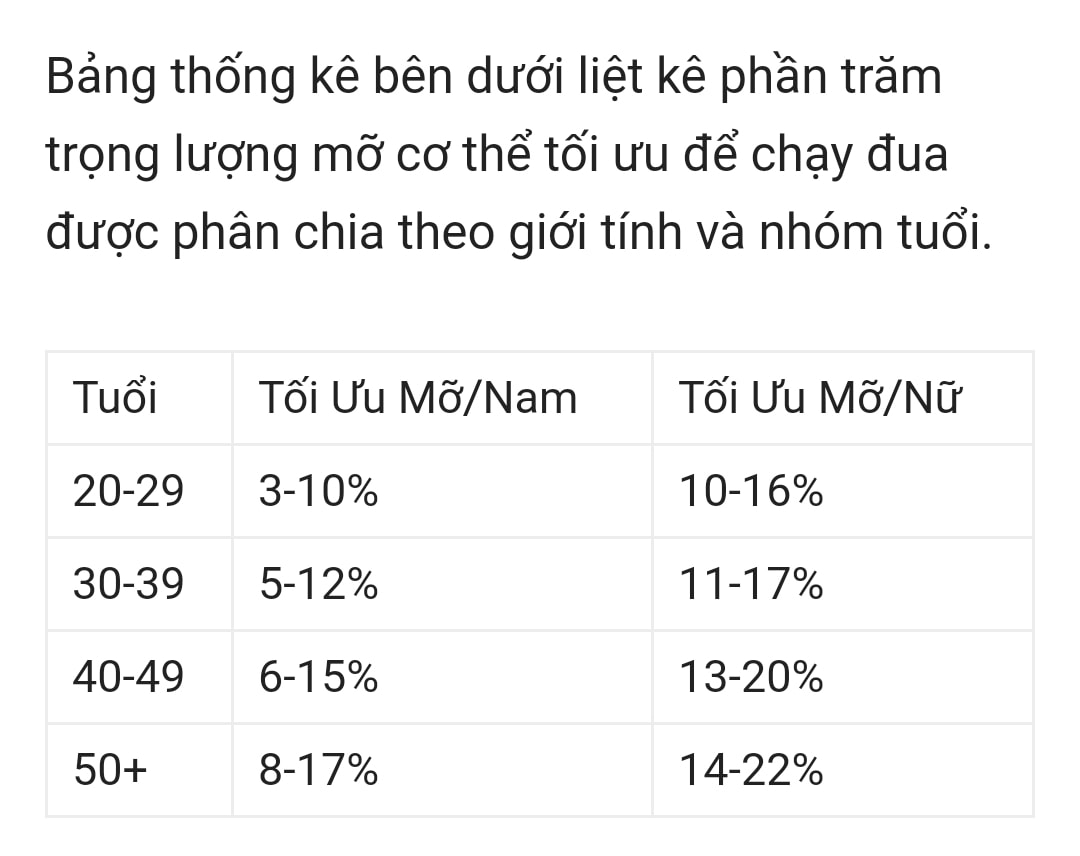 Bảng thống kê bên dưới liệt kê phần trăm
trọng lượng mỡ cơ thể tối ưu để chạy đua
được phân chia theo giới tính và nhóm tuổi.
Tuổi Tối Ưu Mỡ/Nam Tối Ưu Mỡ/Nữ
20-29 3-10% 10-16%
30-39 5-12% 11-17%
40-49 6-15% 13-20%
50+ 8-17% 14-22%